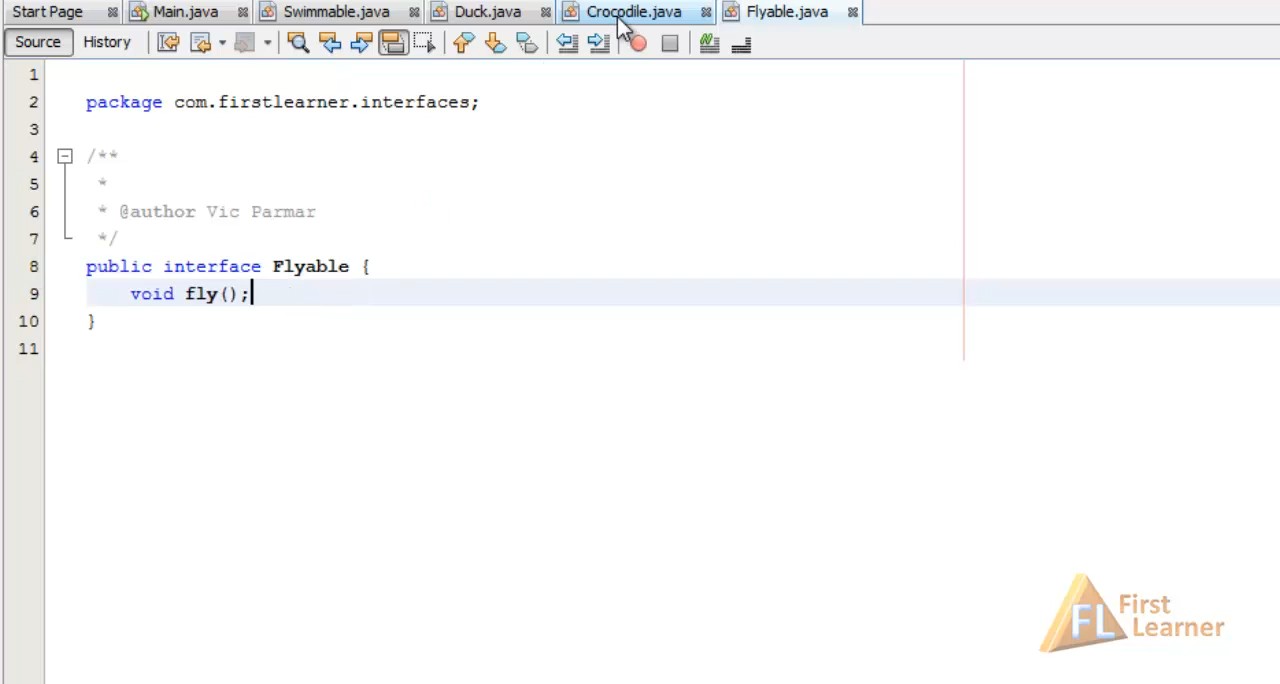 Start Page Main.java Swimmable.java Duck.java Crocodile.java Flyable.java
Source History
1
2 package com.firstlearner.interfaces;
3
4 /**
5 *
6 * @author Vic Parmar
7 */
8 public interface Flyable {
9 void fly();
10 }
11
FL First
Learner